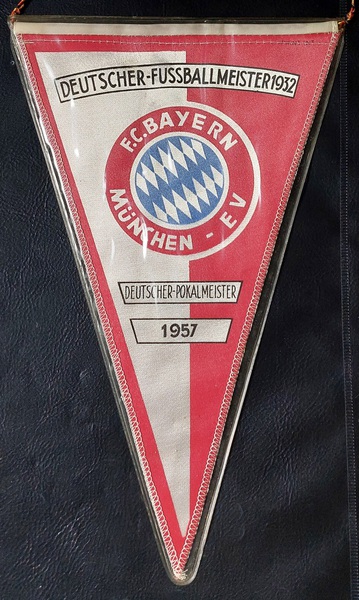 DEUTSCHER-FUSSBALLMEISTER 1932
F.C. BAYERN
MÜNCHEN - EV
DEUTSCHER-POKALMEISTER
1957